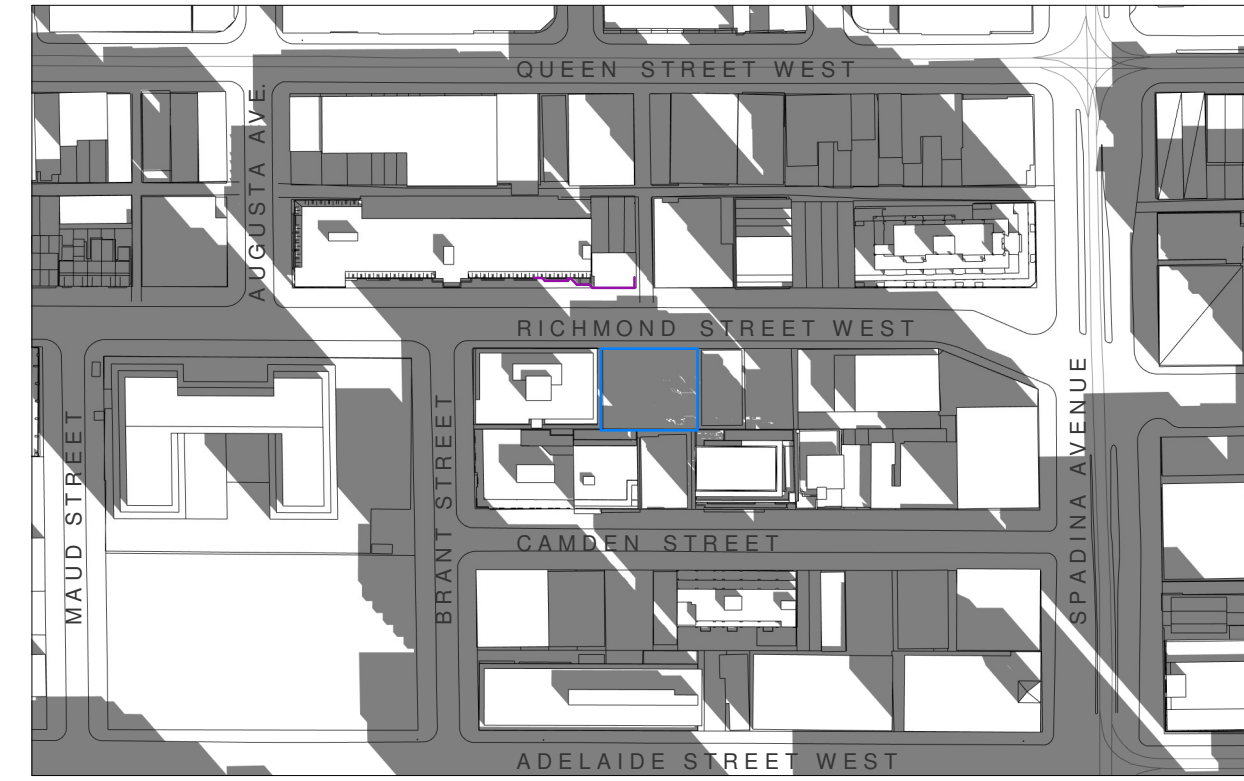 QUEEN STREET WEST
AUGUSTA AVE.
RICHMOND STREET WEST
MAUD STREET
BRANT STREET
SPADINA AVENUE
CAMDEN STREET
ADELAIDE STREET WEST